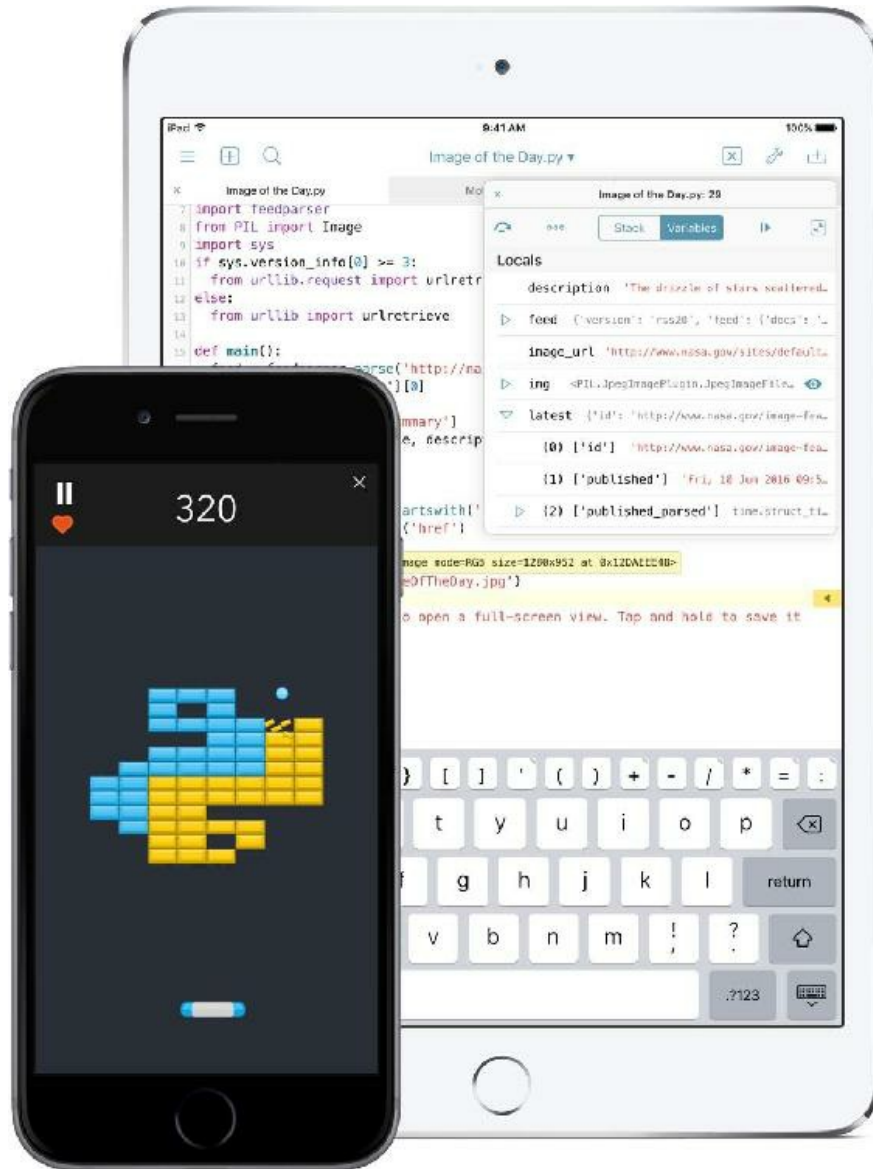 iPad 9:41 AM 100%
Image of the Day.py ▾
× Image of the Day.py Mo
× Image of the Day.py: 29
Stack Variables
Locals
description 'The drizzle of stars scattered…
feed {'version': 'rss20', 'feed': {'docs': '…
image_url 'http://www.nasa.gov/sites/default…
img <PIL.JpegImagePlugin.JpegImageFile…
latest {'id': 'http://www.nasa.gov/image-fea…
(0) ['id'] 'http://www.nasa.gov/image-fea…
(1) ['published'] 'Fri, 10 Jun 2016 09:5…
(2) ['published_parsed'] time.struct_ti…
7 import feedparser
8 from PIL import Image
9 import sys
10 if sys.version_info[0] >= 3:
11 from urllib.request import urlretr
12 else:
13 from urllib import urlretrieve
14
15 def main():
parse('http://na
'][0]
mmary']
e, descrip
artswith('
['href']
mage mode=RGB size=1280x952 at
eOfTheDay.jpg')
o open a full-screen view. Tap and hold to save it
320
×
} [ ] ' ( ) + - / * = :
t y u i o p
f g h j k l return
v b n m ! , ? .
.?123